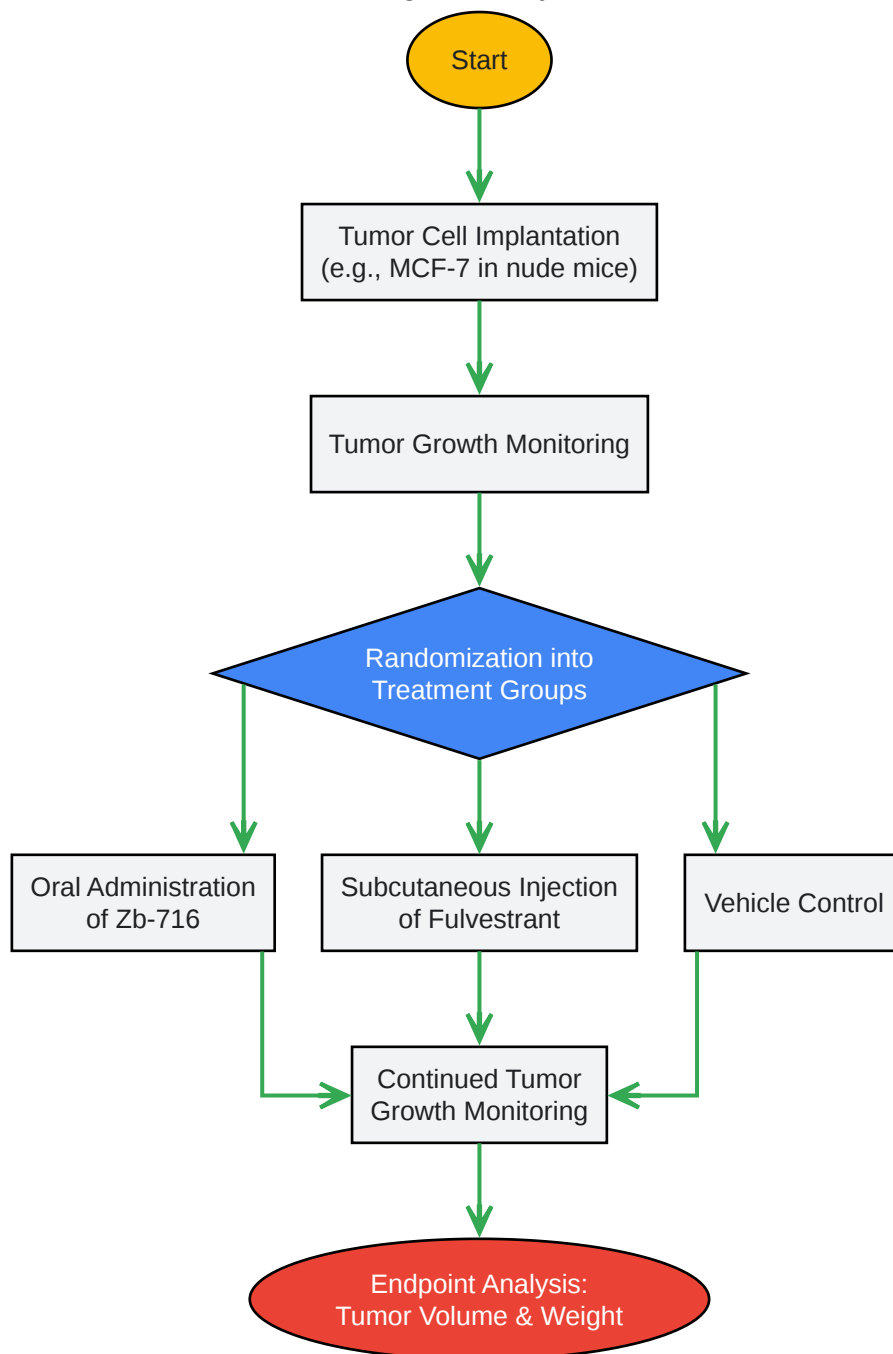 Start
Tumor Cell Implantation
(e.g., MCF-7 in nude mice)
Tumor Growth Monitoring
Randomization into
Treatment Groups
Oral Administration
of Zb-716
Subcutaneous Injection
of Fulvestrant
Vehicle Control
Continued Tumor
Growth Monitoring
Endpoint Analysis:
Tumor Volume & Weight